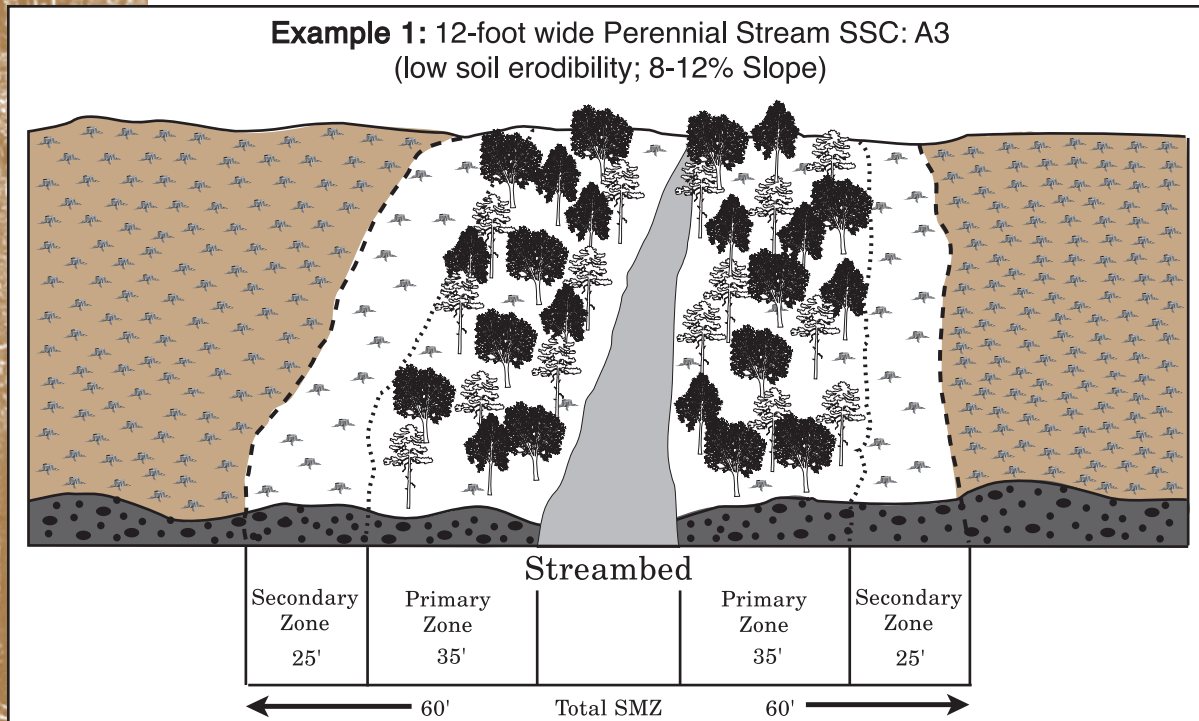 Example 1: 12-foot wide Perennial Stream SSC: A3
(low soil erodibility; 8-12% Slope)
Streambed
Secondary
Zone
25'
Primary
Zone
35'
Primary
Zone
35'
Secondary
Zone
25'
60' Total SMZ 60'